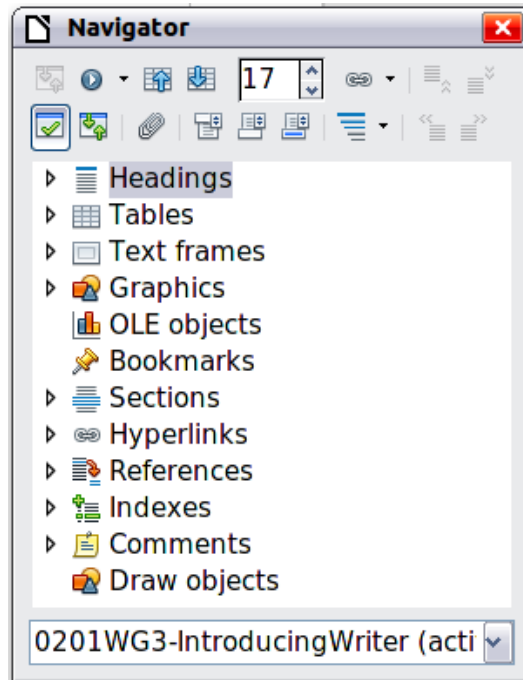 Navigator
17
Headings
Tables
Text frames
Graphics
OLE objects
Bookmarks
Sections
Hyperlinks
References
Indexes
Comments
Draw objects
0201WG3-IntroducingWriter (acti